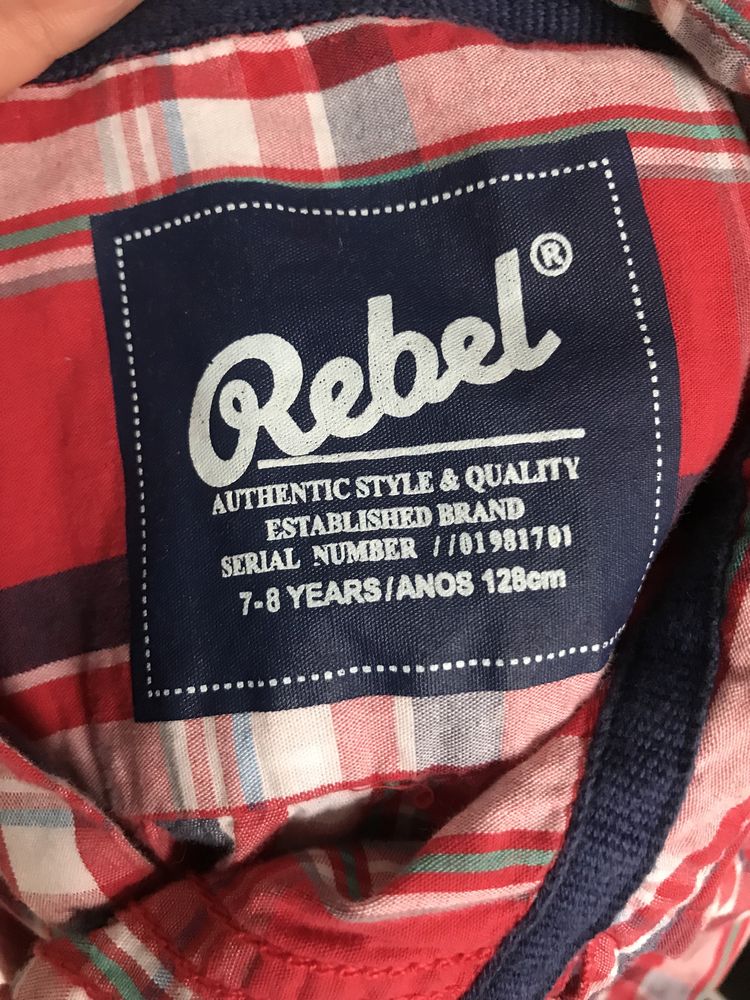 Rebel®
AUTHENTIC STYLE & QUALITY
ESTABLISHED BRAND
SERIAL NUMBER //01981701
7-8 YEARS/ANOS 128cm